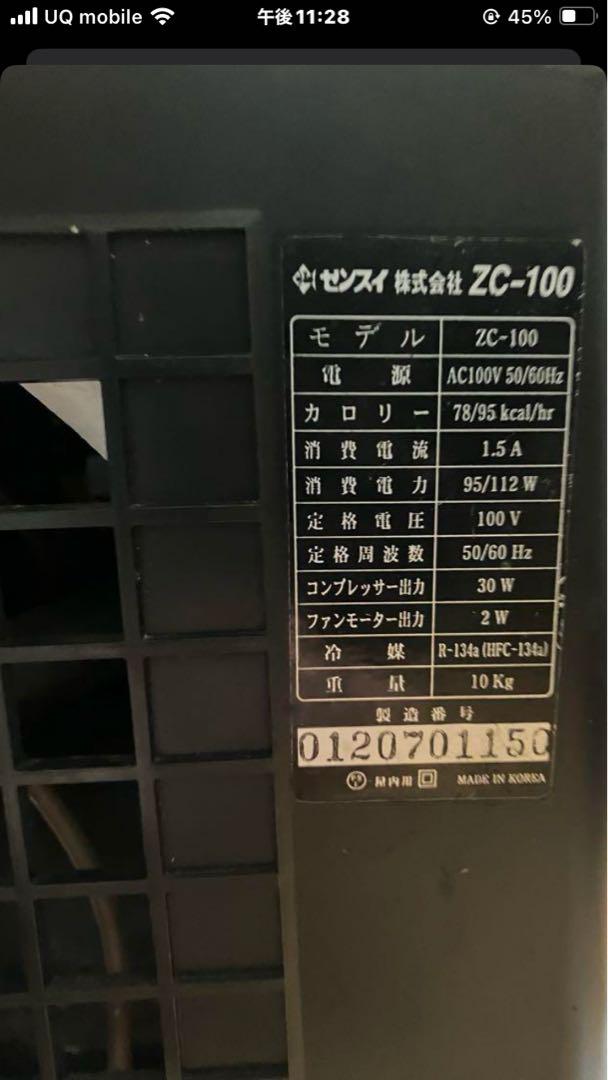 UQ mobile 午後11:28 45%
ゼンスイ 株式会社 ZC-100
モデル ZC-100
電源 AC100V 50/60Hz
カロリー 78/95 kcal/hr
消費電流 1.5 A
消費電力 95/112 W
定格電圧 100 V
定格周波数 50/60 Hz
コンプレッサー出力 30 W
ファンモーター出力 2 W
冷媒 R-134a (HFC-134a)
重量 10 Kg
製造番号
0120701150
屋内用 MADE IN KOREA